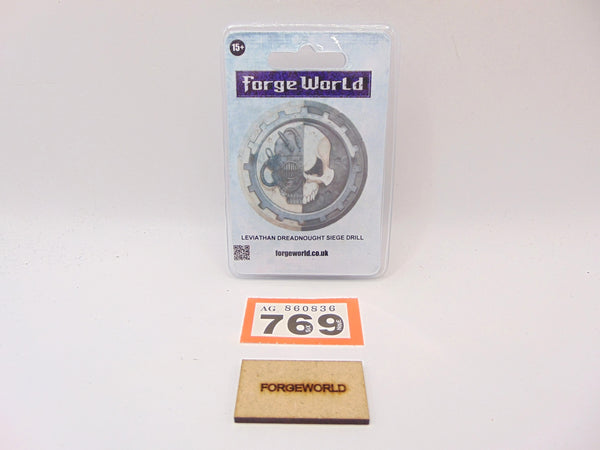 15+
Forge World
LEVIATHAN DREADNOUGHT SIEGE DRILL
forgeworld.co.uk
AG 860836
769
FORGEWORLD